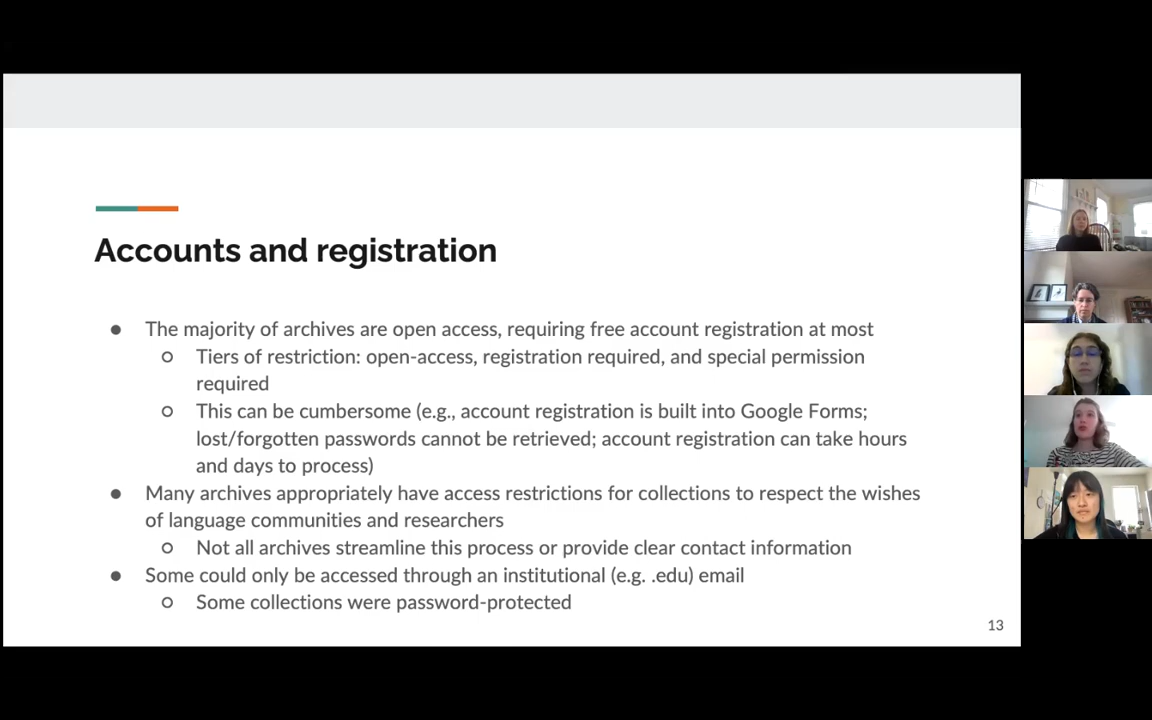 Accounts and registration
● The majority of archives are open access, requiring free account registration at most
○ Tiers of restriction: open-access, registration required, and special permission
required
○ This can be cumbersome (e.g., account registration is built into Google Forms;
lost/forgotten passwords cannot be retrieved; account registration can take hours
and days to process)
● Many archives appropriately have access restrictions for collections to respect the wishes
of language communities and researchers
○ Not all archives streamline this process or provide clear contact information
● Some could only be accessed through an institutional (e.g. .edu) email
○ Some collections were password-protected
13